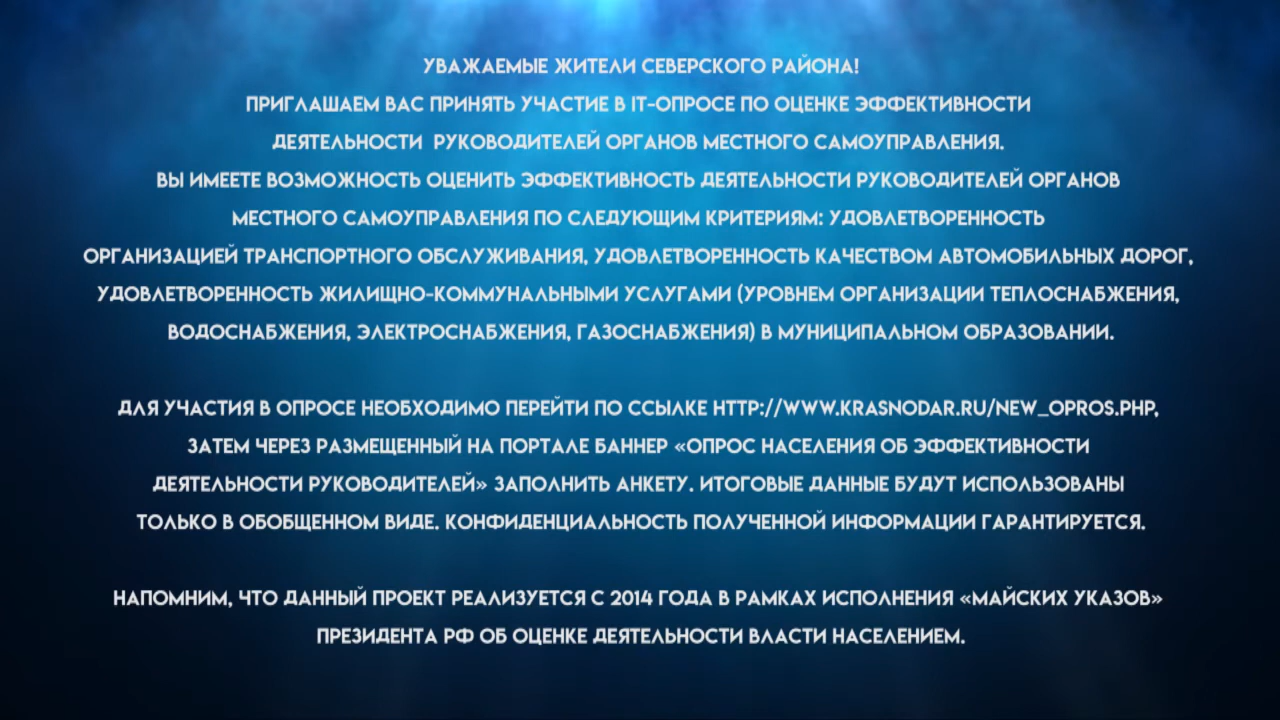 УВАЖАЕМЫЕ ЖИТЕЛИ СЕВЕРСКОГО РАЙОНА!
ПРИГЛАШАЕМ ВАС ПРИНЯТЬ УЧАСТИЕ В IT-ОПРОСЕ ПО ОЦЕНКЕ ЭФФЕКТИВНОСТИ
ДЕЯТЕЛЬНОСТИ РУКОВОДИТЕЛЕЙ ОРГАНОВ МЕСТНОГО САМОУПРАВЛЕНИЯ.
ВЫ ИМЕЕТЕ ВОЗМОЖНОСТЬ ОЦЕНИТЬ ЭФФЕКТИВНОСТЬ ДЕЯТЕЛЬНОСТИ РУКОВОДИТЕЛЕЙ ОРГАНОВ
МЕСТНОГО САМОУПРАВЛЕНИЯ ПО СЛЕДУЮЩИМ КРИТЕРИЯМ: УДОВЛЕТВОРЕННОСТЬ
ОРГАНИЗАЦИЕЙ ТРАНСПОРТНОГО ОБСЛУЖИВАНИЯ, УДОВЛЕТВОРЕННОСТЬ КАЧЕСТВОМ АВТОМОБИЛЬНЫХ ДОРОГ,
УДОВЛЕТВОРЕННОСТЬ ЖИЛИЩНО-КОММУНАЛЬНЫМИ УСЛУГАМИ (УРОВНЕМ ОРГАНИЗАЦИИ ТЕПЛОСНАБЖЕНИЯ,
ВОДОСНАБЖЕНИЯ, ЭЛЕКТРОСНАБЖЕНИЯ, ГАЗОСНАБЖЕНИЯ) В МУНИЦИПАЛЬНОМ ОБРАЗОВАНИИ.
ДЛЯ УЧАСТИЯ В ОПРОСЕ НЕОБХОДИМО ПЕРЕЙТИ ПО ССЫЛКЕ HTTP://WWW.KRASNODAR.RU/NEW_OPROS.PHP,
ЗАТЕМ ЧЕРЕЗ РАЗМЕЩЕННЫЙ НА ПОРТАЛЕ БАННЕР «ОПРОС НАСЕЛЕНИЯ ОБ ЭФФЕКТИВНОСТИ
ДЕЯТЕЛЬНОСТИ РУКОВОДИТЕЛЕЙ» ЗАПОЛНИТЬ АНКЕТУ. ИТОГОВЫЕ ДАННЫЕ БУДУТ ИСПОЛЬЗОВАНЫ
ТОЛЬКО В ОБОБЩЕННОМ ВИДЕ. КОНФИДЕНЦИАЛЬНОСТЬ ПОЛУЧЕННОЙ ИНФОРМАЦИИ ГАРАНТИРУЕТСЯ.
НАПОМНИМ, ЧТО ДАННЫЙ ПРОЕКТ РЕАЛИЗУЕТСЯ С 2014 ГОДА В РАМКАХ ИСПОЛНЕНИЯ «МАЙСКИХ УКАЗОВ»
ПРЕЗИДЕНТА РФ ОБ ОЦЕНКЕ ДЕЯТЕЛЬНОСТИ ВЛАСТИ НАСЕЛЕНИЕМ.